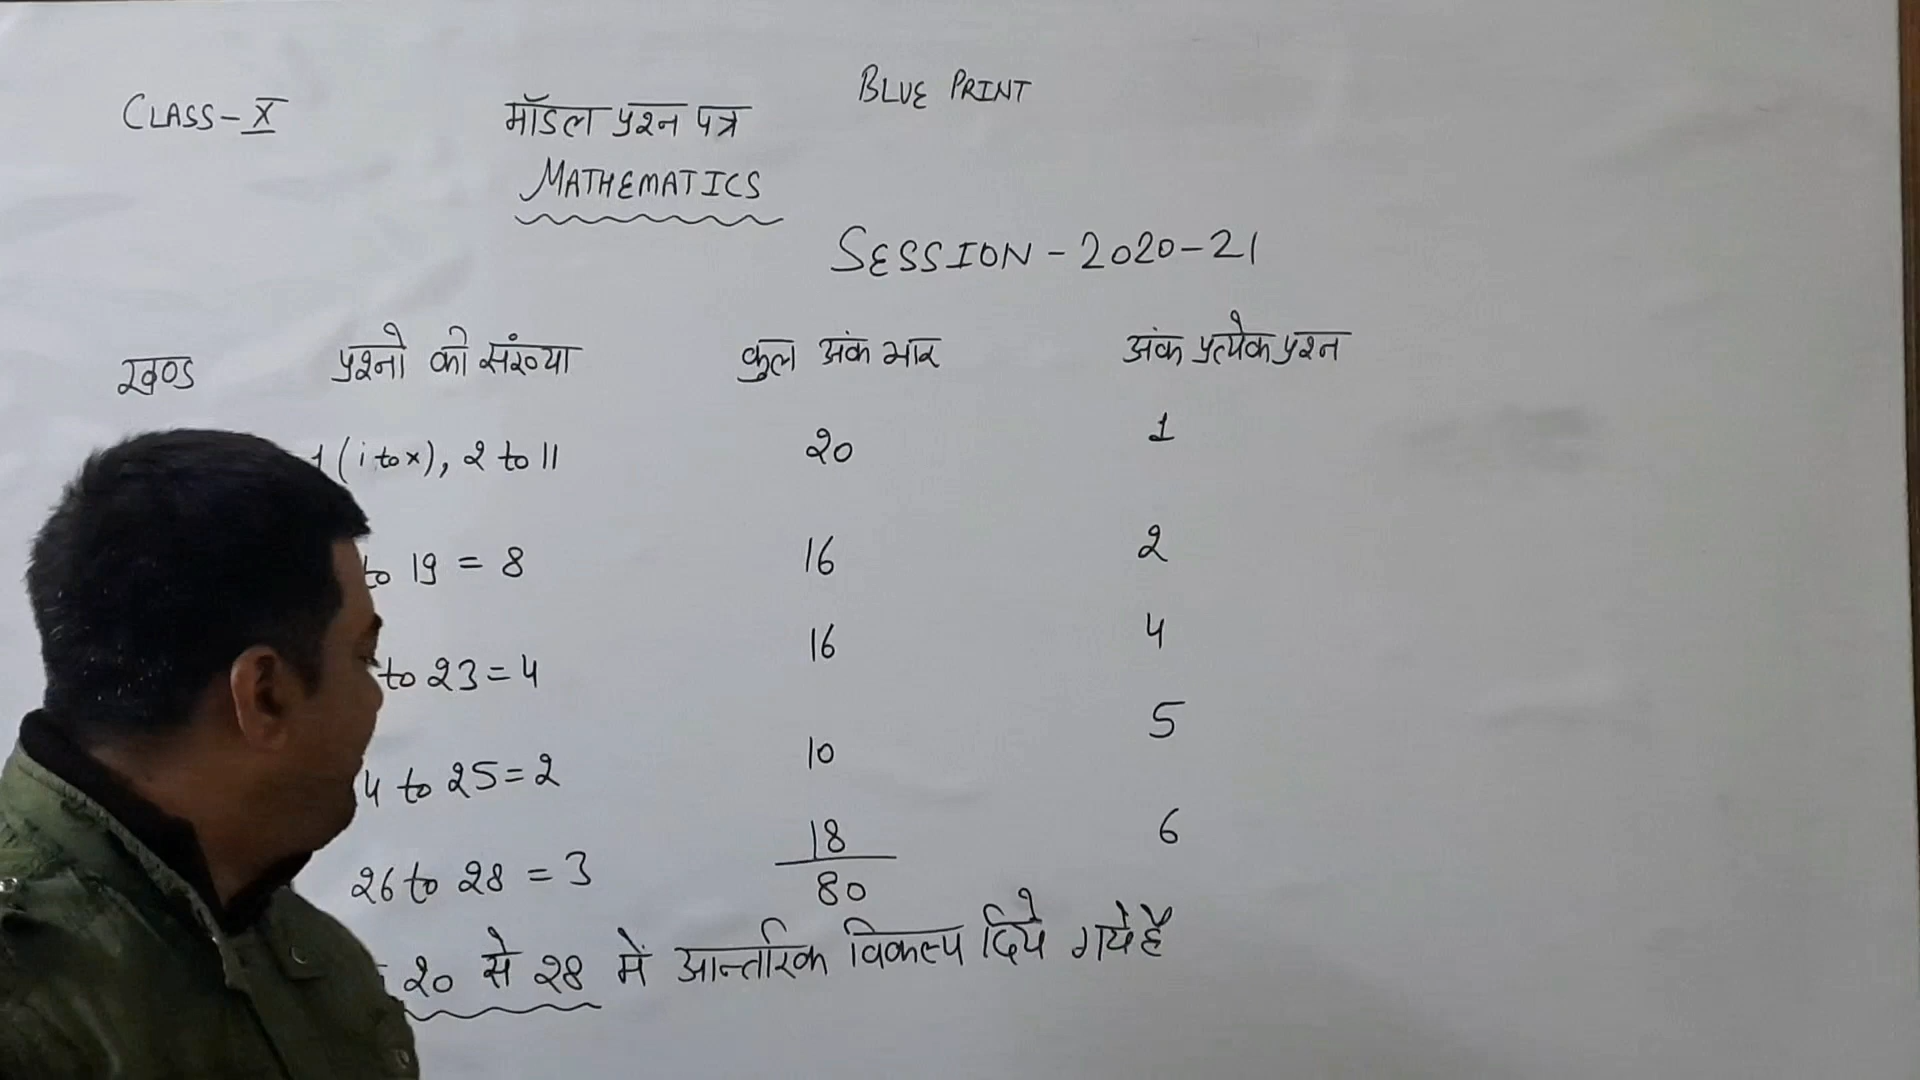 BLUE PRINT
CLASS-X मॉडल प्रश्न पत्र
MATHEMATICS
SESSION-2020-21
खण्ड प्रश्नो की संख्या कुल अंक भार अंक प्रत्येक प्रश्न
1 (i to x), 2 to 11 20 1
to 19 = 8 16 2
to 23 = 4 16 4
4 to 25 = 2 10 5
26 to 28 = 3 18 6
80
20 से 28 में आन्तरिक विकल्प दिये गये है